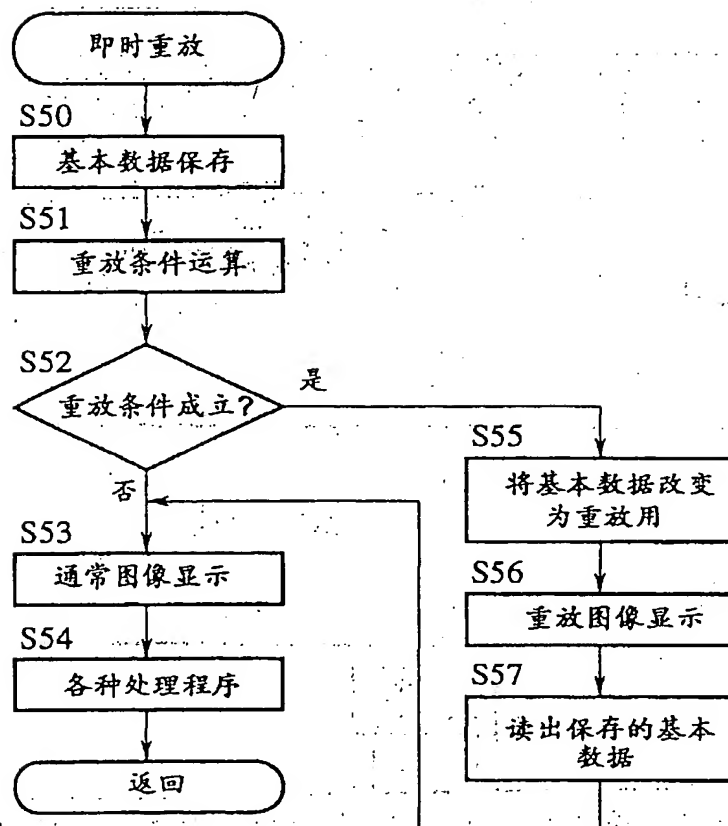 即时重放
S50
基本数据保存
S51
重放条件运算
S52
重放条件成立?
是
否
S53
通常图像显示
S54
各种处理程序
返回
S55
将基本数据改变
为重放用
S56
重放图像显示
S57
读出保存的基本
数据